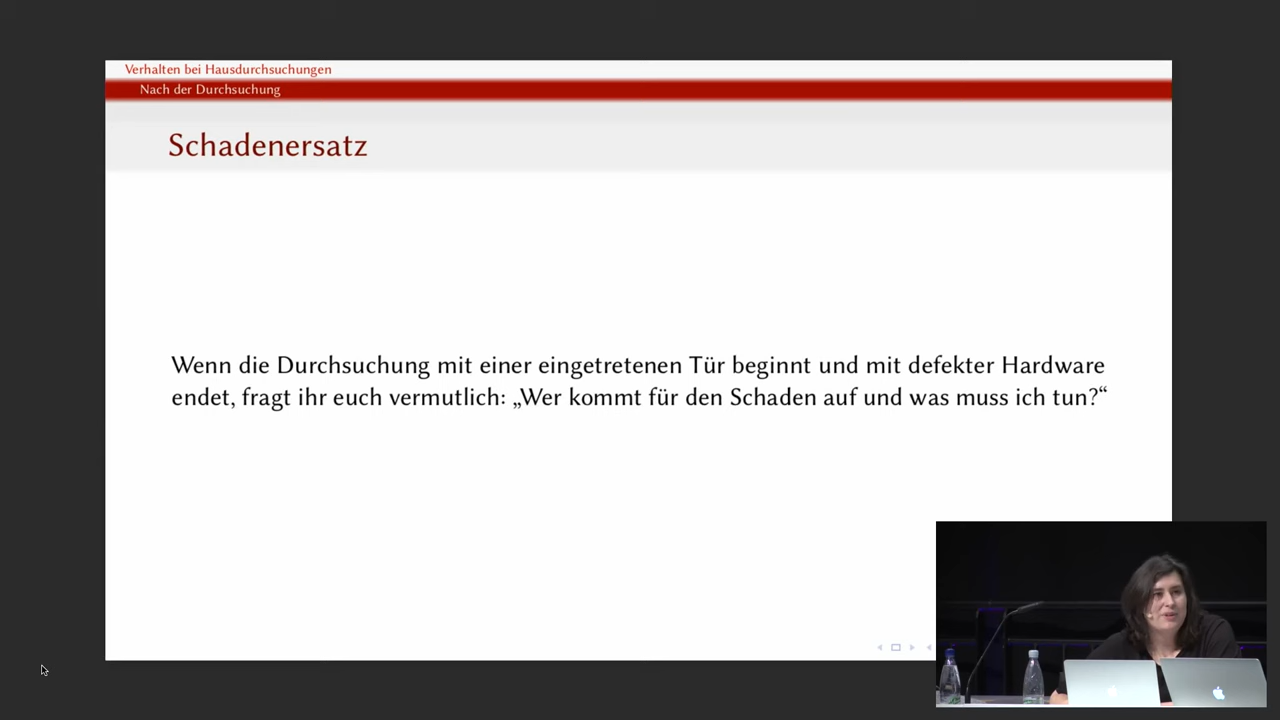 Verhalten bei Hausdurchsuchungen
Nach der Durchsuchung
Schadenersatz
Wenn die Durchsuchung mit einer eingetretenen Tür beginnt und mit defekter Hardware
endet, fragt ihr euch vermutlich: „Wer kommt für den Schaden auf und was muss ich tun?“